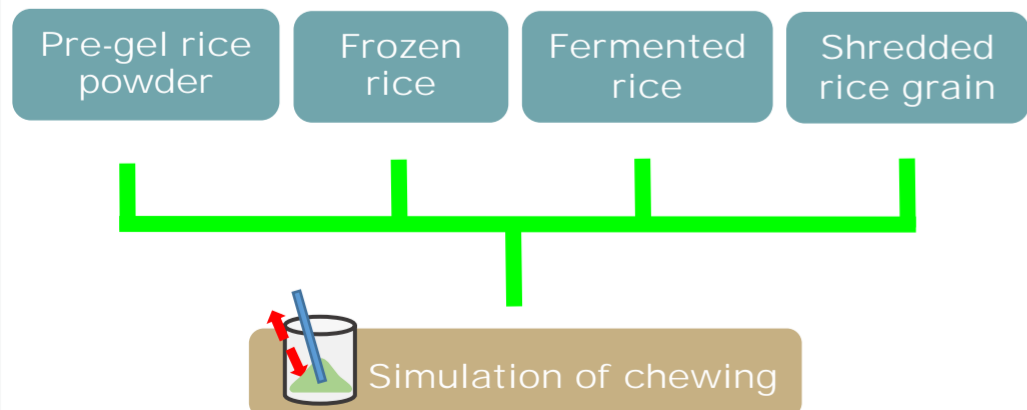 Pre-gel rice
powder
Frozen
rice
Fermented
rice
Shredded
rice grain
Simulation of chewing